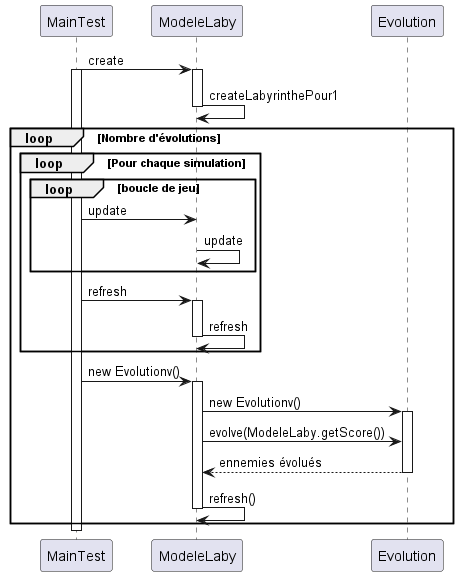 MainTest ModeleLaby Evolution
create
createLabyrinthePour1
loop [Nombre d'évolutions]
loop [Pour chaque simulation]
loop [boucle de jeu]
update
update
refresh
refresh
new Evolutionv()
new Evolutionv()
evolve(ModeleLaby.getScore())
ennemies évolués
refresh()
MainTest ModeleLaby Evolution